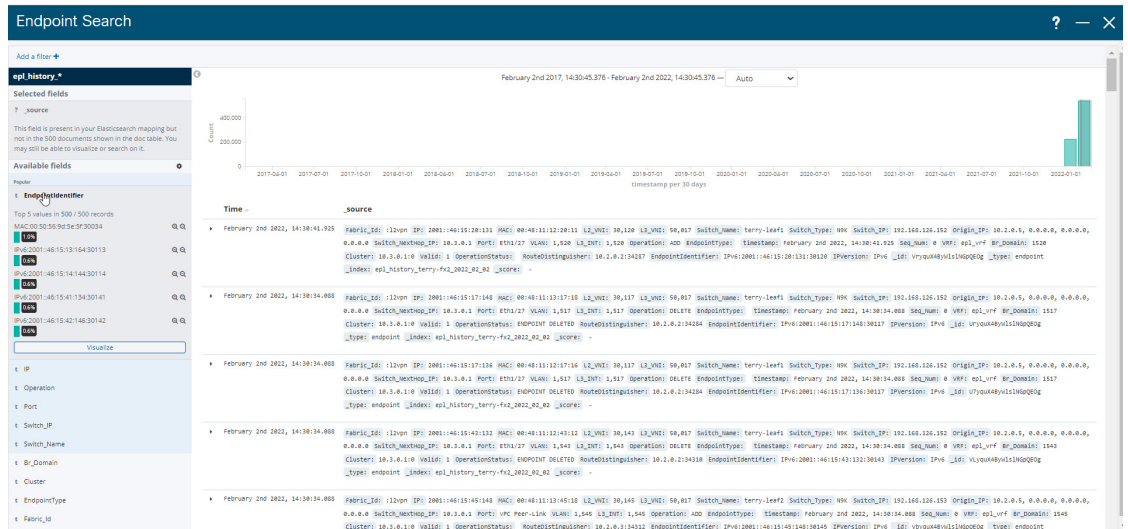 Endpoint Search
? — ×
Add a filter +
epl_history_*
February 2nd 2017, 14:30:45.376 - February 2nd 2022, 14:30:45.376 — Auto
Selected fields
? _source
This field is present in your Elasticsearch mapping but
not in the 500 documents shown in the doc table. You
may still be able to visualize or search on it.
Available fields
Popular
t EndpointIdentifier
Top 5 values in 500 / 500 records
MAC:00:50:56:9d:5e:3f:30034
1.0%
IPv6:2001::46:15:13:164:30113
0.6%
IPv6:2001::46:15:14:144:30114
0.6%
IPv6:2001::46:15:41:134:30141
0.6%
IPv6:2001::46:15:42:146:30142
0.6%
Visualize
t IP
t Operation
t Port
t Switch_IP
t Switch_Name
t Br_Domain
t Cluster
t EndpointType
t Fabric_Id
Count
400,000
200,000
0
2017-04-01 2017-07-01 2017-10-01 2018-01-01 2018-04-01 2018-07-01 2018-10-01 2019-01-01 2019-04-01 2019-07-01 2019-10-01 2020-01-01 2020-04-01 2020-07-01 2020-10-01 2021-01-01 2021-04-01 2021-07-01 2021-10-01 2022-01-01
timestamp per 30 days
Time _source
February 2nd 2022, 14:30:41.925 Fabric_Id: :l2vpn IP: 2001::46:15:20:131 MAC: 00:48:11:12:20:11 L2_VNI: 30,120 L3_VNI: 50,017 Switch_Name: terry-leaf1 Switch_Type: N9K Switch_IP: 192.168.126.152 Origin_IP: 10.2.0.5, 0.0.0.0, 0.0.0.0,
0.0.0.0 Switch_NextHop_IP: 10.3.0.1 Port: Eth1/27 VLAN: 1,520 L3_INT: 1,520 Operation: ADD EndpointType: timestamp: February 2nd 2022, 14:30:41.925 Seq_Num: 0 VRF: epl_vrf Br_Domain: 1520
Cluster: 10.3.0.1:0 Valid: 1 OperationStatus: RouteDistinguisher: 10.2.0.2:34287 EndpointIdentifier: IPv6:2001::46:15:20:131:30120 IPVersion: IPv6 _id: VryquX4BywlslNGpQEOg _type: endpoint
_index: epl_history_terry-fx2_2022_02_02 _score: -
February 2nd 2022, 14:30:34.088 Fabric_Id: :l2vpn IP: 2001::46:15:17:148 MAC: 00:48:11:13:17:18 L2_VNI: 30,117 L3_VNI: 50,017 Switch_Name: terry-leaf1 Switch_Type: N9K Switch_IP: 192.168.126.152 Origin_IP: 10.2.0.5, 0.0.0.0, 0.0.0.0,
0.0.0.0 Switch_NextHop_IP: 10.3.0.1 Port: Eth1/27 VLAN: 1,517 L3_INT: 1,517 Operation: DELETE EndpointType: timestamp: February 2nd 2022, 14:30:34.088 Seq_Num: 0 VRF: epl_vrf Br_Domain: 1517
Cluster: 10.3.0.1:0 Valid: 1 OperationStatus: ENDPOINT DELETED RouteDistinguisher: 10.2.0.2:34284 EndpointIdentifier: IPv6:2001::46:15:17:148:30117 IPVersion: IPv6 _id: UryquX4BywlslNGpQEOg
_type: endpoint _index: epl_history_terry-fx2_2022_02_02 _score: -
February 2nd 2022, 14:30:34.088 Fabric_Id: :l2vpn IP: 2001::46:15:17:136 MAC: 00:48:11:12:17:16 L2_VNI: 30,117 L3_VNI: 50,017 Switch_Name: terry-leaf1 Switch_Type: N9K Switch_IP: 192.168.126.152 Origin_IP: 10.2.0.5, 0.0.0.0, 0.0.0.0,
0.0.0.0 Switch_NextHop_IP: 10.3.0.1 Port: Eth1/27 VLAN: 1,517 L3_INT: 1,517 Operation: DELETE EndpointType: timestamp: February 2nd 2022, 14:30:34.088 Seq_Num: 0 VRF: epl_vrf Br_Domain: 1517
Cluster: 10.3.0.1:0 Valid: 1 OperationStatus: ENDPOINT DELETED RouteDistinguisher: 10.2.0.2:34284 EndpointIdentifier: IPv6:2001::46:15:17:136:30117 IPVersion: IPv6 _id: U7yquX4BywlslNGpQEOg
_type: endpoint _index: epl_history_terry-fx2_2022_02_02 _score: -
February 2nd 2022, 14:30:34.088 Fabric_Id: :l2vpn IP: 2001::46:15:43:132 MAC: 00:48:11:12:43:12 L2_VNI: 30,143 L3_VNI: 50,017 Switch_Name: terry-leaf1 Switch_Type: N9K Switch_IP: 192.168.126.152 Origin_IP: 10.2.0.5, 0.0.0.0, 0.0.0.0,
0.0.0.0 Switch_NextHop_IP: 10.3.0.1 Port: Eth1/27 VLAN: 1,543 L3_INT: 1,543 Operation: DELETE EndpointType: timestamp: February 2nd 2022, 14:30:34.088 Seq_Num: 0 VRF: epl_vrf Br_Domain: 1543
Cluster: 10.3.0.1:0 Valid: 1 OperationStatus: ENDPOINT DELETED RouteDistinguisher: 10.2.0.2:34310 EndpointIdentifier: IPv6:2001::46:15:43:132:30143 IPVersion: IPv6 _id: VLyquX4BywlslNGpQEOg
_type: endpoint _index: epl_history_terry-fx2_2022_02_02 _score: -
February 2nd 2022, 14:30:34.088 Fabric_Id: :l2vpn IP: 2001::46:15:45:148 MAC: 00:48:11:13:45:18 L2_VNI: 30,145 L3_VNI: 50,017 Switch_Name: terry-leaf2 Switch_Type: N9K Switch_IP: 192.168.126.153 Origin_IP: 10.2.0.5, 0.0.0.0, 0.0.0.0,
0.0.0.0 Switch_NextHop_IP: 10.3.0.1 Port: vPC Peer-Link VLAN: 1,545 L3_INT: 1,545 Operation: ADD EndpointType: timestamp: February 2nd 2022, 14:30:34.088 Seq_Num: 0 VRF: epl_vrf Br_Domain: 1545
Cluster: 10.3.0.1:0 Valid: 1 OperationStatus: RouteDistinguisher: 10.2.0.3:34312 EndpointIdentifier: IPv6:2001::46:15:45:148:30145 IPVersion: IPv6 _id: VbyquX4BywlslNGpQEOg _type: endpoint